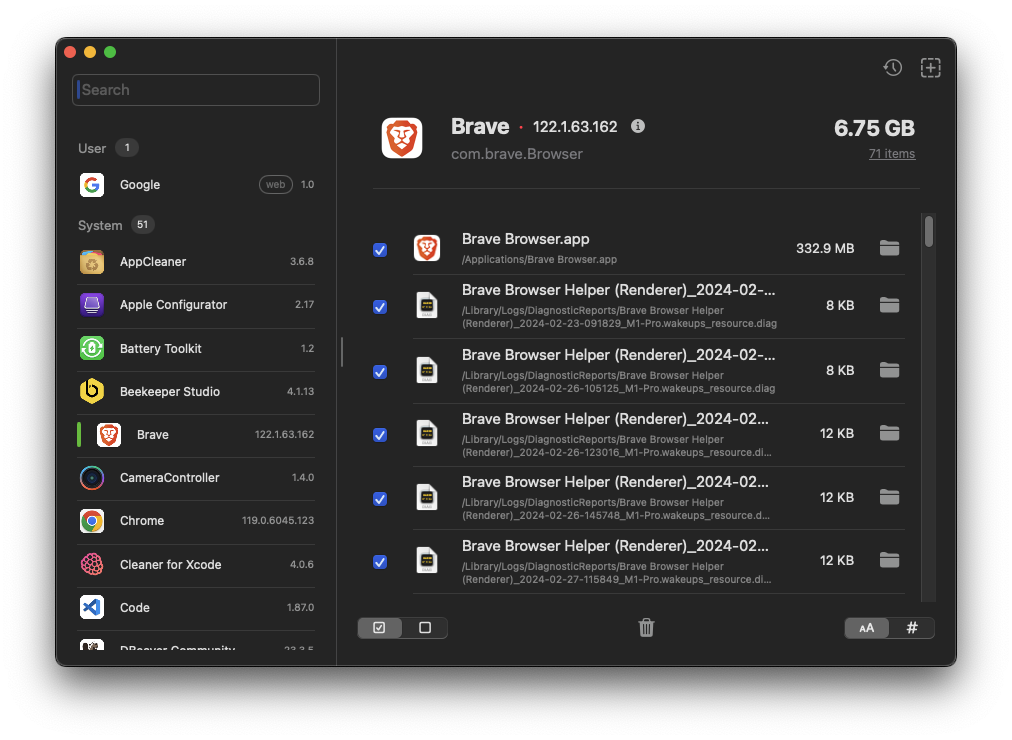 Search
User 1
Google web 1.0
System 51
AppCleaner 3.6.8
Apple Configurator 2.17
Battery Toolkit 1.2
Beekeeper Studio 4.1.13
Brave 122.1.63.162
CameraController 1.4.0
Chrome 119.0.6045.123
Cleaner for Xcode 4.0.6
Code 1.87.0
DBeaver Community 23.3.5
Brave · 122.1.63.162
com.brave.Browser
6.75 GB
71 items
Brave Browser.app
/Applications/Brave Browser.app
332.9 MB
Brave Browser Helper (Renderer)_2024-02-...
/Library/Logs/DiagnosticReports/Brave Browser Helper
(Renderer)_2024-02-23-091829_M1-Pro.wakeups_resource.diag
8 KB
Brave Browser Helper (Renderer)_2024-02-...
/Library/Logs/DiagnosticReports/Brave Browser Helper
(Renderer)_2024-02-26-105125_M1-Pro.wakeups_resource.diag
8 KB
Brave Browser Helper (Renderer)_2024-02...
/Library/Logs/DiagnosticReports/Brave Browser Helper
(Renderer)_2024-02-26-123016_M1-Pro.wakeups_resource.di...
12 KB
Brave Browser Helper (Renderer)_2024-02...
/Library/Logs/DiagnosticReports/Brave Browser Helper
(Renderer)_2024-02-26-145748_M1-Pro.wakeups_resource.d...
12 KB
Brave Browser Helper (Renderer)_2024-02...
/Library/Logs/DiagnosticReports/Brave Browser Helper
(Renderer)_2024-02-27-115849_M1-Pro.wakeups_resource.di...
12 KB
AA #